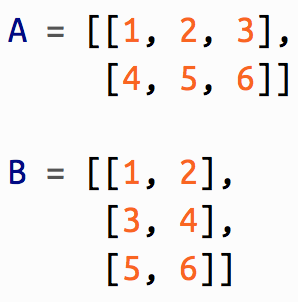 A = [[1, 2, 3],
[4, 5, 6]]
B = [[1, 2],
[3, 4],
[5, 6]]